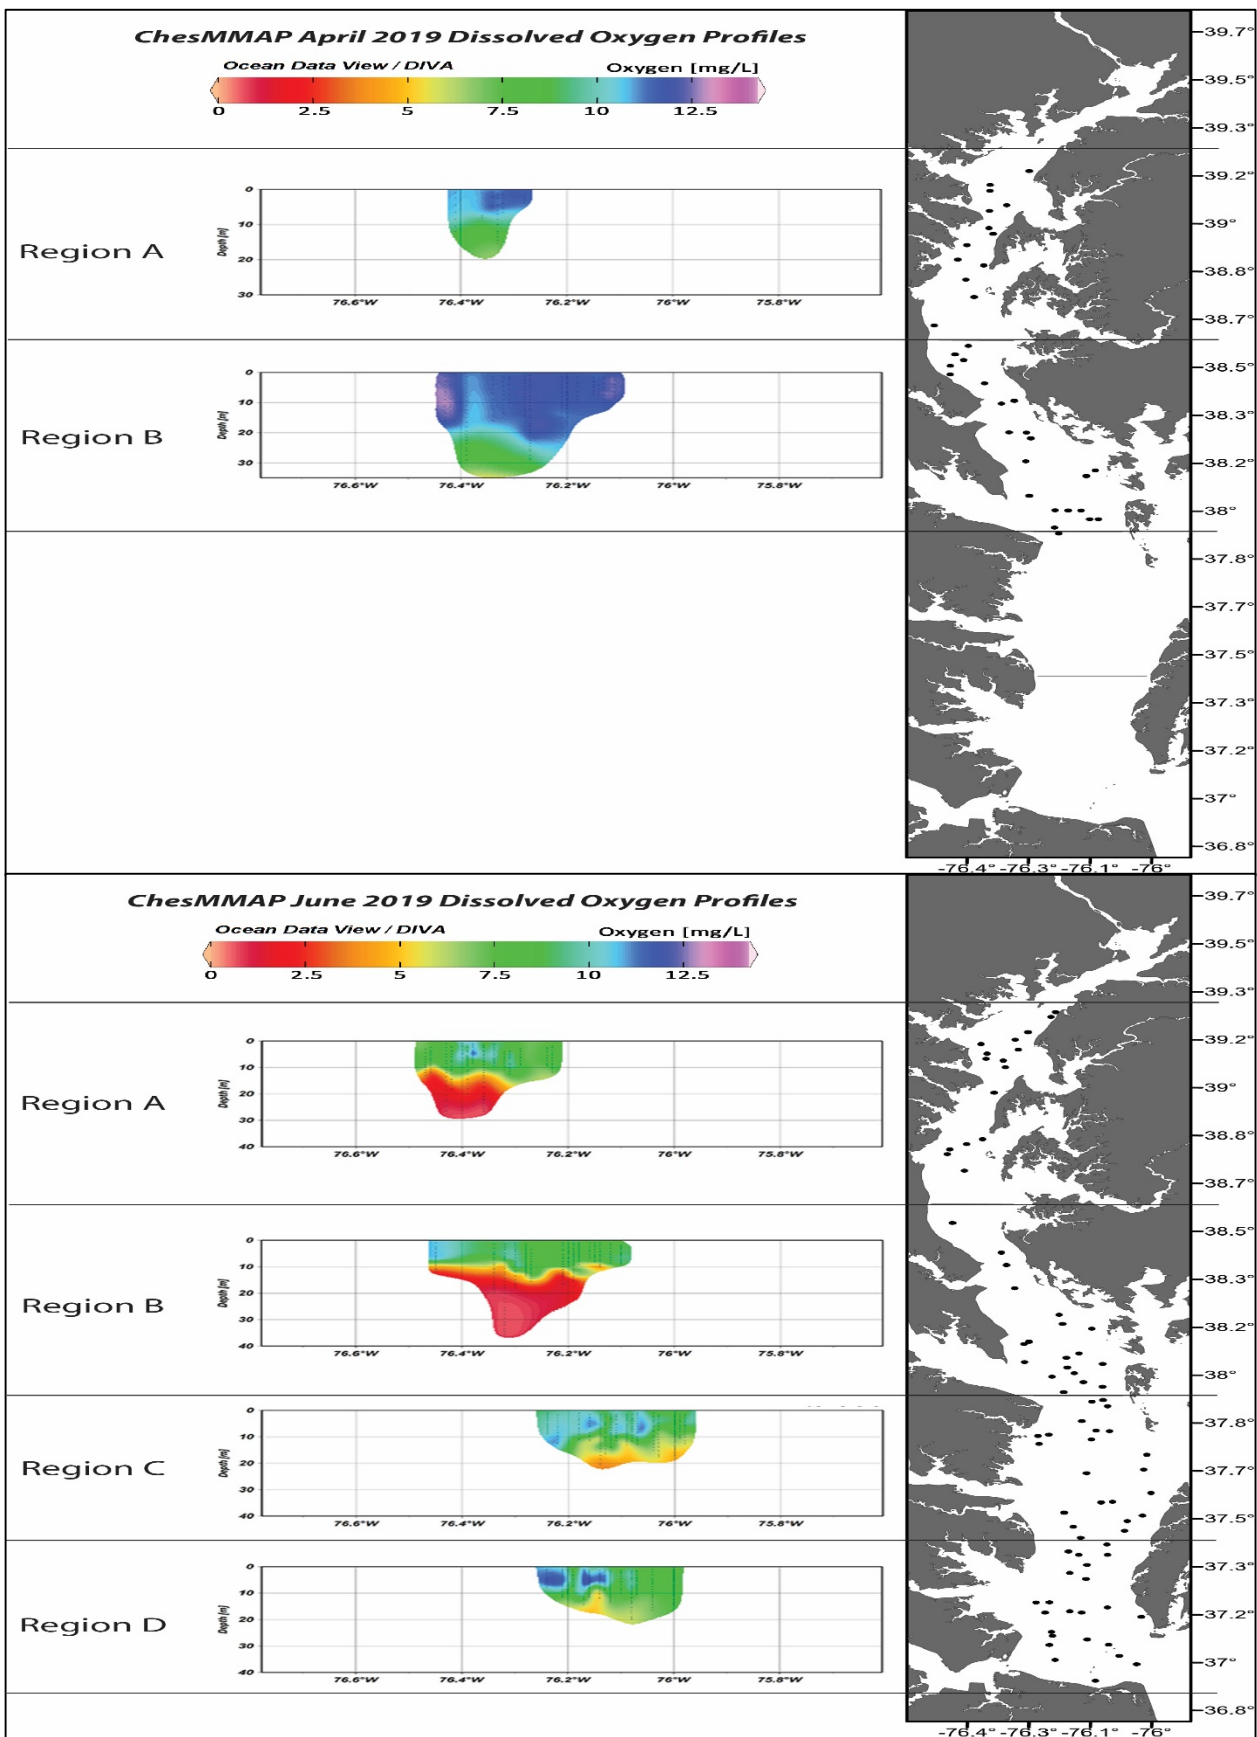 ChesMMAP April 2019 Dissolved Oxygen Profiles
Ocean Data View / DIVA Oxygen [mg/L]
0 2.5 5 7.5 10 12.5
Region A
Depth [m]
0
10
20
30
76.6°W 76.4°W 76.2°W 76°W 75.8°W
Region B
Depth [m]
0
10
20
30
76.6°W 76.4°W 76.2°W 76°W 75.8°W
39.7°
39.5°
39.3°
39.2°
39°
38.8°
38.7°
38.5°
38.3°
38.2°
38°
37.8°
37.7°
37.5°
37.3°
37.2°
37°
36.8°
-76.4° -76.3° -76.1° -76°
ChesMMAP June 2019 Dissolved Oxygen Profiles
Ocean Data View / DIVA Oxygen [mg/L]
0 2.5 5 7.5 10 12.5
Region A
Depth [m]
0
10
20
30
40
76.6°W 76.4°W 76.2°W 76°W 75.8°W
Region B
Depth [m]
0
10
20
30
40
76.6°W 76.4°W 76.2°W 76°W 75.8°W
Region C
Depth [m]
0
10
20
30
40
76.6°W 76.4°W 76.2°W 76°W 75.8°W
Region D
Depth [m]
0
10
20
30
40
76.6°W 76.4°W 76.2°W 76°W 75.8°W
39.7°
39.5°
39.3°
39.2°
39°
38.8°
38.7°
38.5°
38.3°
38.2°
38°
37.8°
37.7°
37.5°
37.3°
37.2°
37°
36.8°
-76.4° -76.3° -76.1° -76°